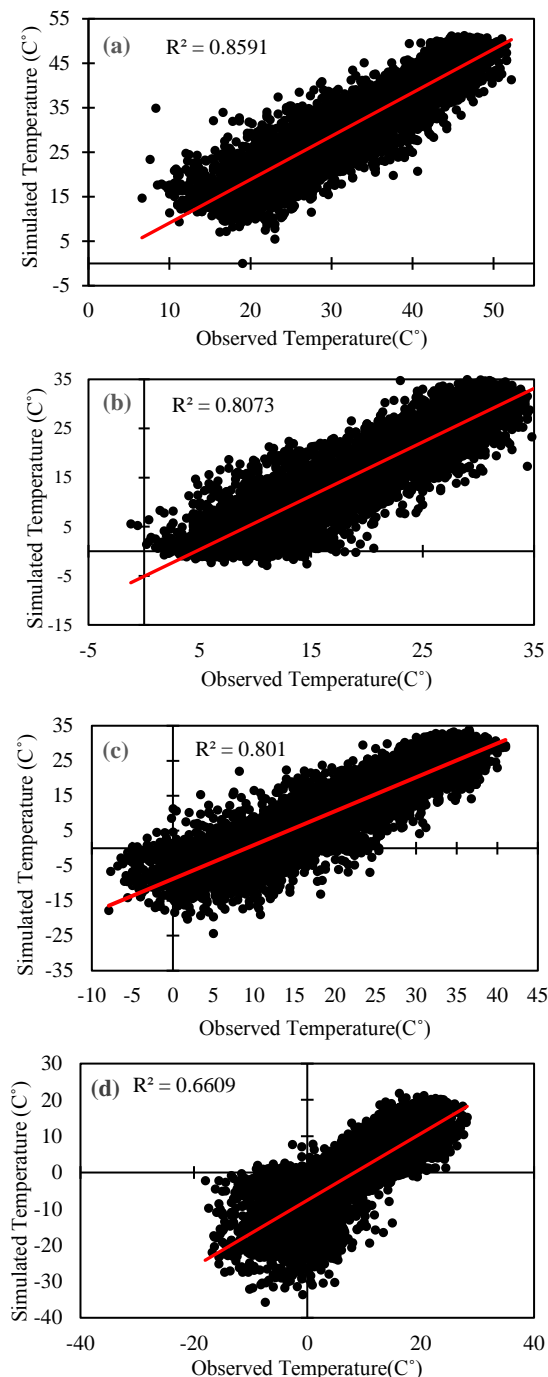 55
(a) R² = 0.8591
45
35
25
15
5
-5
Simulated Temperature (C˚)
0 10 20 30 40 50
Observed Temperature(C˚)
35
(b) R² = 0.8073
25
15
5
-5
-15
Simulated Temperature (C˚)
-5 5 15 25 35
Observed Temperature(C˚)
35
(c) R² = 0.801
25
15
5
-5
-15
-25
-35
Simulated Temperature (C˚)
-10 -5 0 5 10 15 20 25 30 35 40 45
Observed Temperature(C˚)
30
(d) R² = 0.6609
20
10
0
-10
-20
-30
-40
Simulated Temperature (C˚)
-40 -20 0 20 40
Observed Temperature(C˚)